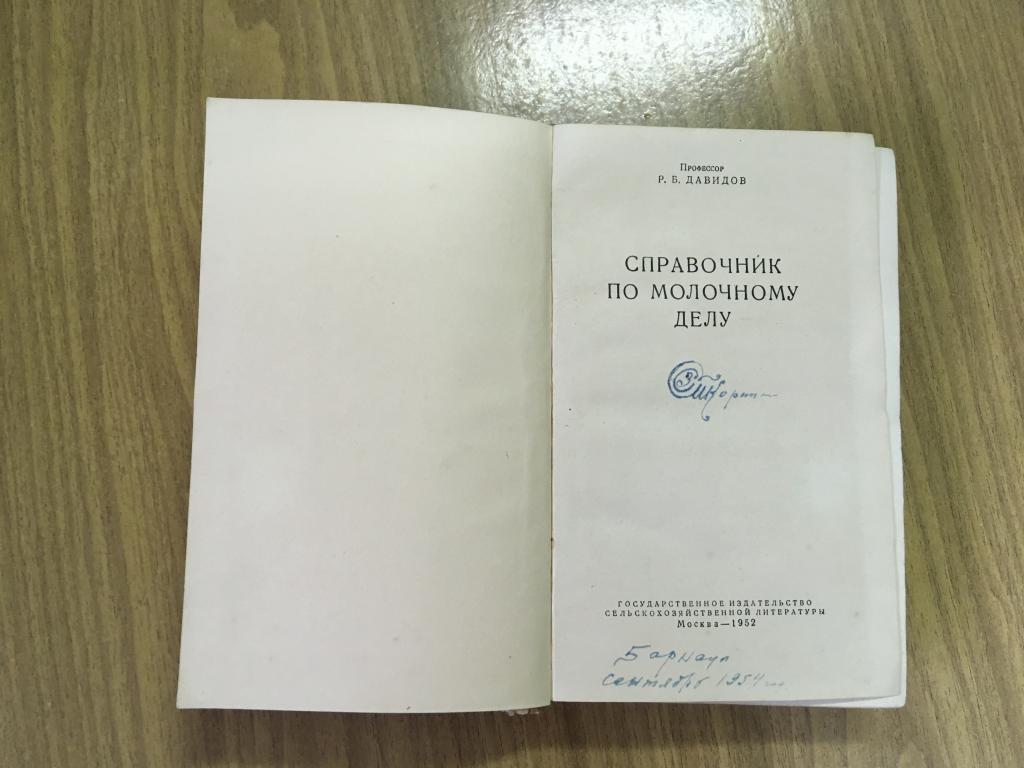 Профессор
Р. Б. ДАВИДОВ
СПРАВОЧНИК
ПО МОЛОЧНОМУ
ДЕЛУ
ГОСУДАРСТВЕННОЕ ИЗДАТЕЛЬСТВО
СЕЛЬСКОХОЗЯЙСТВЕННОЙ ЛИТЕРАТУРЫ
Москва—1952
Барнаул
сентябрь 1954